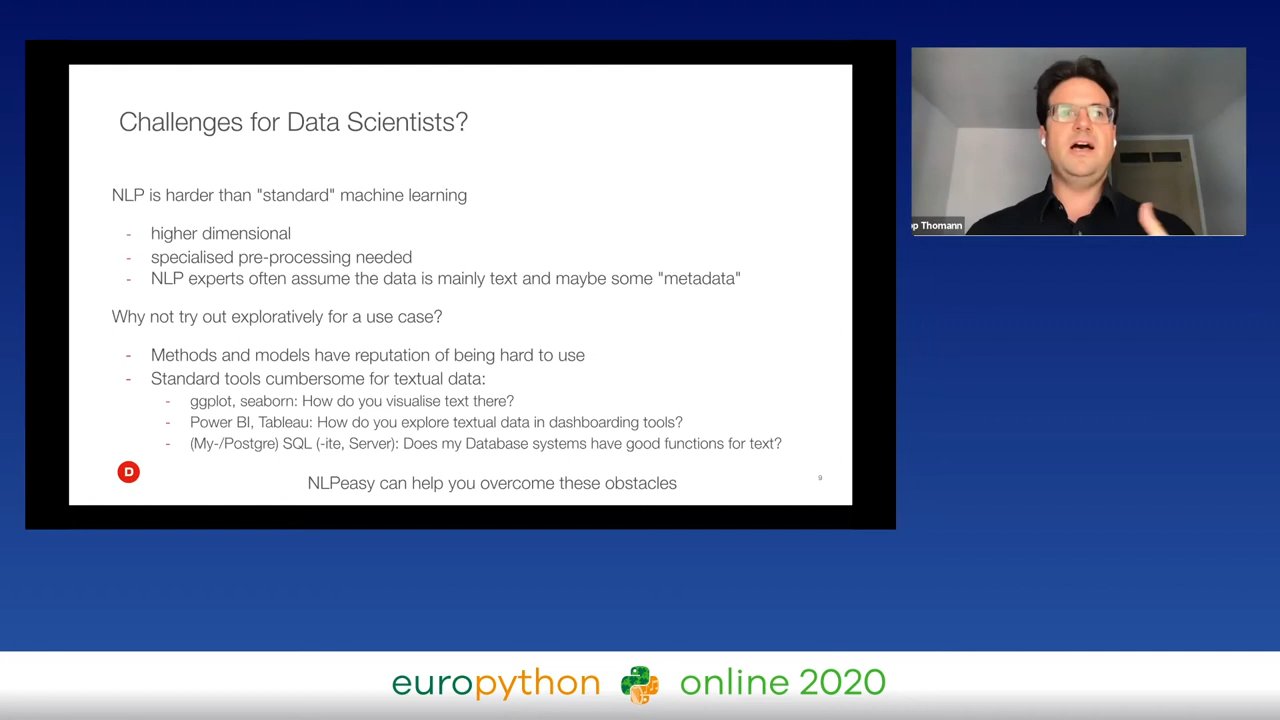 Challenges for Data Scientists?
NLP is harder than "standard" machine learning
- higher dimensional
- specialised pre-processing needed
- NLP experts often assume the data is mainly text and maybe some "metadata"
Why not try out exploratively for a use case?
- Methods and models have reputation of being hard to use
- Standard tools cumbersome for textual data:
- ggplot, seaborn: How do you visualise text there?
- Power BI, Tableau: How do you explore textual data in dashboarding tools?
- (My-/Postgre) SQL (-ite, Server): Does my Database systems have good functions for text?
D
NLPeasy can help you overcome these obstacles
9
op Thomann
europython online 2020